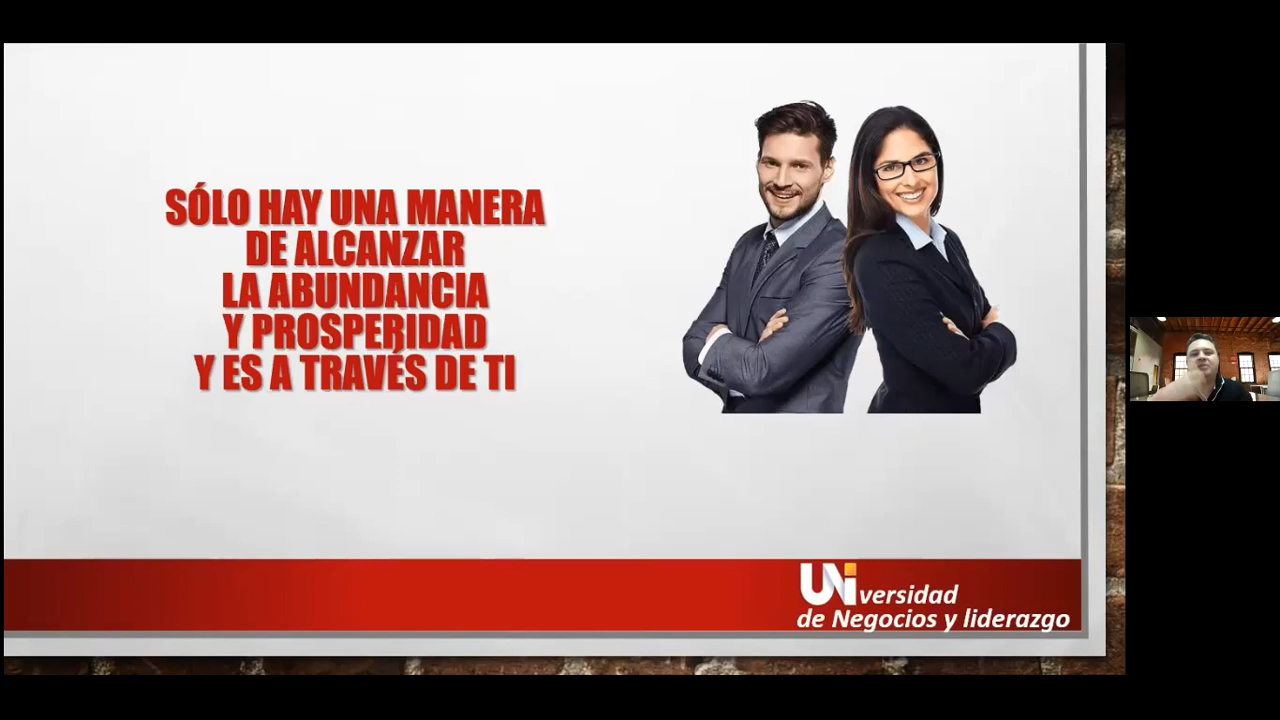 SÓLO HAY UNA MANERA
DE ALCANZAR
LA ABUNDANCIA
Y PROSPERIDAD
Y ES A TRAVÉS DE TI
UNiversidad
de Negocios y liderazgo